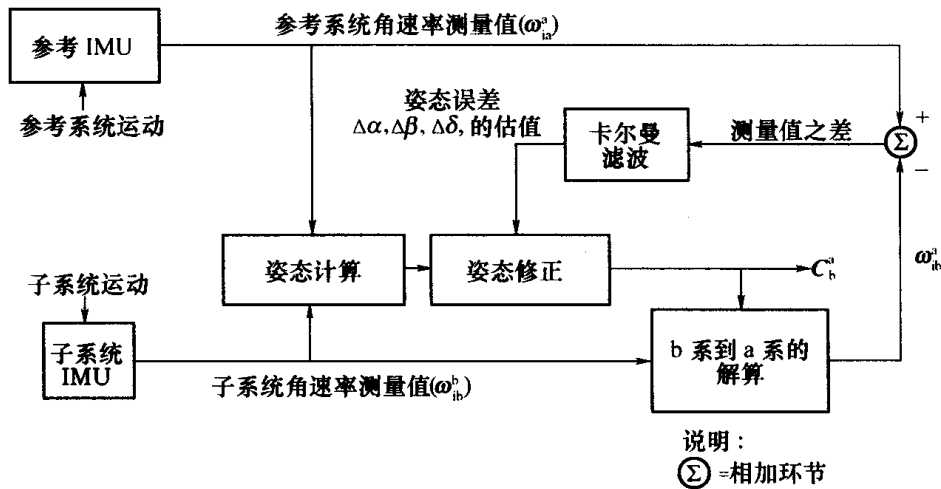 参考系统角速率测量值(ωᵃᵢₐ)
参考 IMU
参考系统运动
姿态误差
Δα,Δβ, Δδ, 的估值
卡尔曼
滤波
测量值之差
+
Σ
−
姿态计算
姿态修正
Cᵃ_b
ωᵃ_ib
子系统运动
子系统
IMU
子系统角速率测量值(ωᵇ_ib)
b 系到 a 系的
解算
说明：
Σ =相加环节